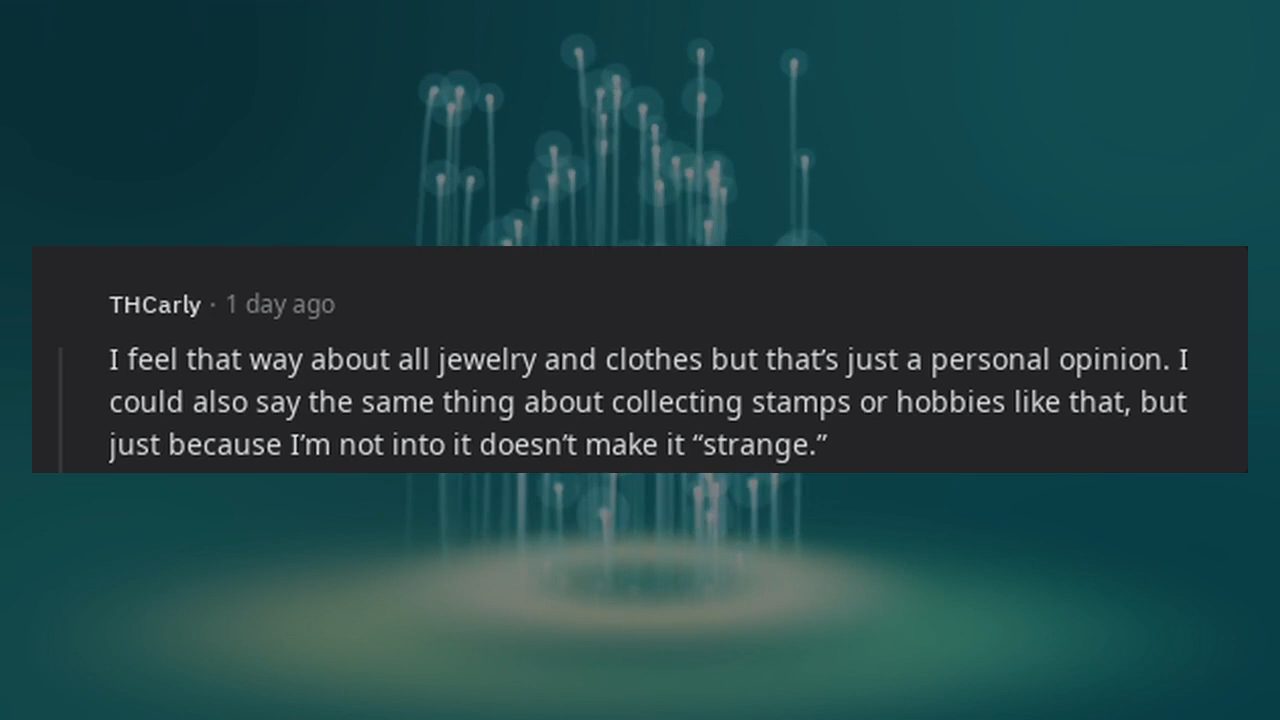 THCarly · 1 day ago
I feel that way about all jewelry and clothes but that’s just a personal opinion. I
could also say the same thing about collecting stamps or hobbies like that, but
just because I’m not into it doesn’t make it “strange.”